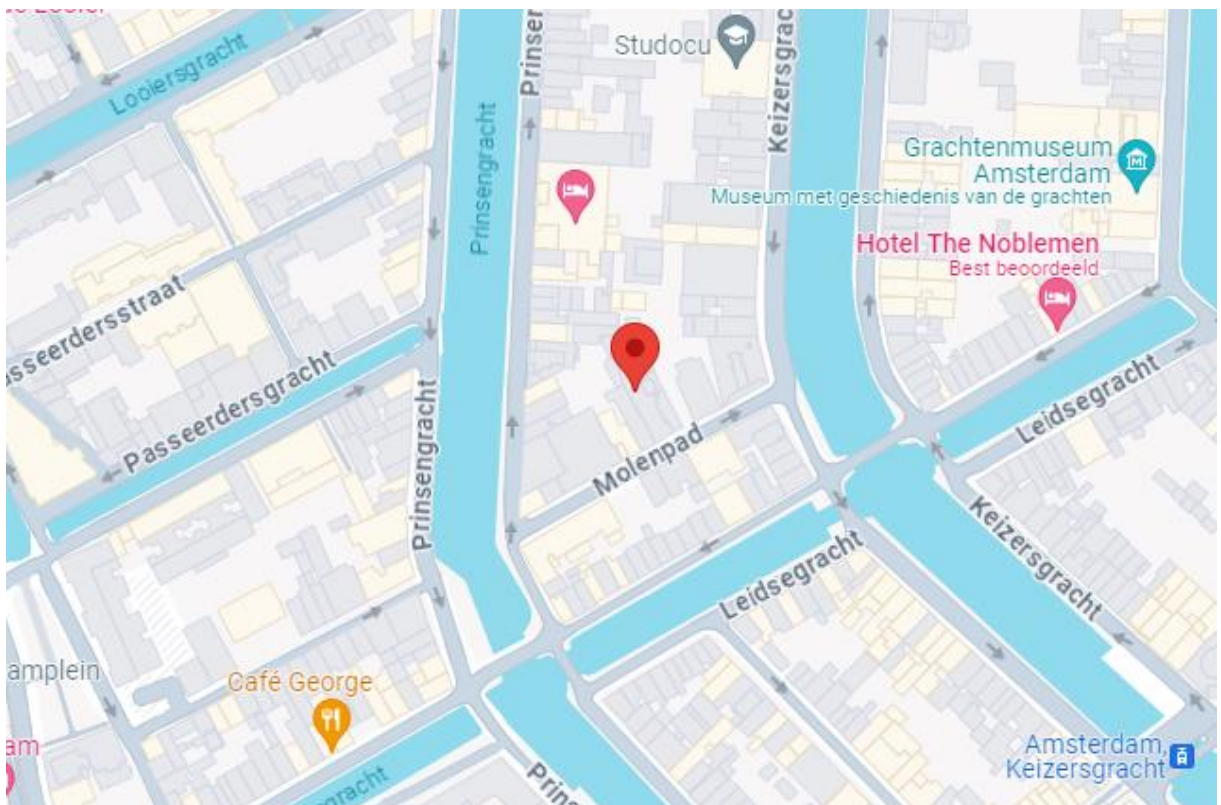 Looiersgracht
Prinsengracht
Studocu
Keizersgracht
Grachtenmuseum
Amsterdam
Museum met geschiedenis van de grachten
Hotel The Noblemen
Best beoordeeld
Passeerdersgracht
Prinsengracht
Molenpad
Leidsegracht
Keizersgracht
Leidsegracht
Café George
Amsterdam,
Keizersgracht